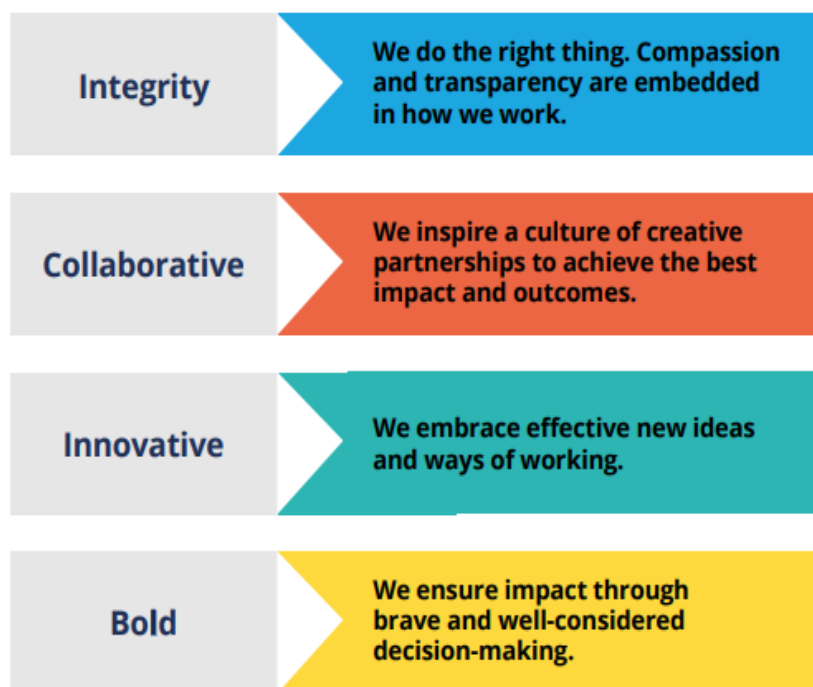 Integrity
We do the right thing. Compassion
and transparency are embedded
in how we work.
Collaborative
We inspire a culture of creative
partnerships to achieve the best
impact and outcomes.
Innovative
We embrace effective new ideas
and ways of working.
Bold
We ensure impact through
brave and well-considered
decision-making.